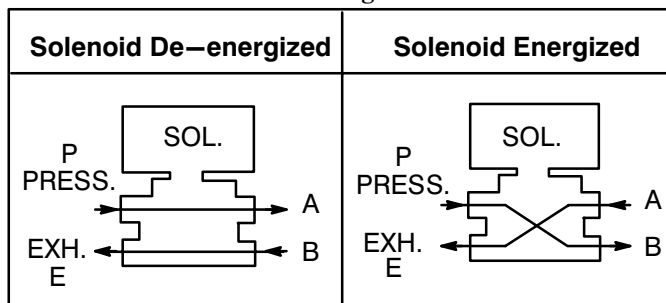 Solenoid De–energized
Solenoid Energized
SOL.
P
PRESS.
A
EXH.
E
B
SOL.
P
PRESS.
A
EXH.
E
B